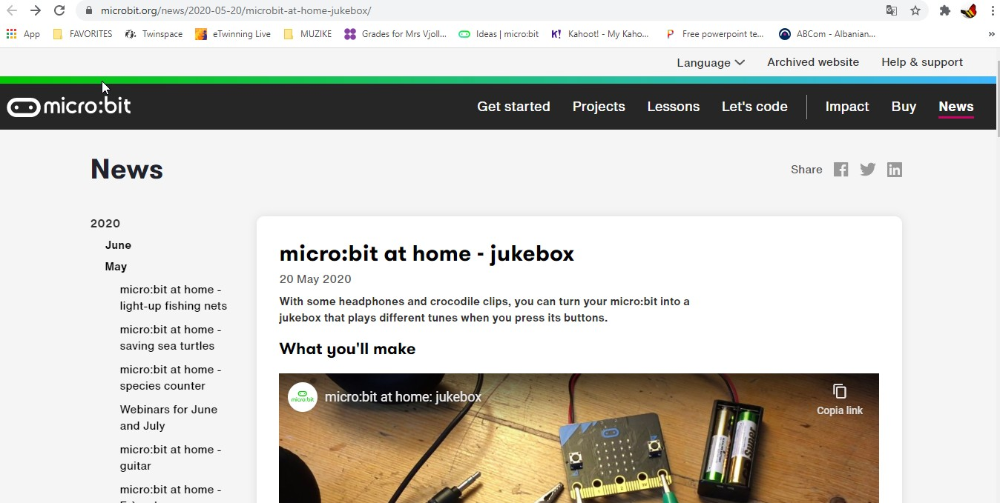 microbit.org/news/2020-05-20/microbit-at-home-jukebox/
App FAVORITES Twinspace eTwinning Live MUZIKE Grades for Mrs Vjoll... Ideas | micro:bit K! Kahoot! - My Kaho... P Free powerpoint te... ABCom - Albanian... »
Language Archived website Help & support
micro:bit Get started Projects Lessons Let's code Impact Buy News
News
Share
2020
June
May
micro:bit at home -
light-up fishing nets
micro:bit at home -
saving sea turtles
micro:bit at home -
species counter
Webinars for June
and July
micro:bit at home -
guitar
micro:bit at home -
micro:bit at home - jukebox
20 May 2020
With some headphones and crocodile clips, you can turn your micro:bit into a
jukebox that plays different tunes when you press its buttons.
What you'll make
micro:bit
micro:bit at home: jukebox
Copia link
super